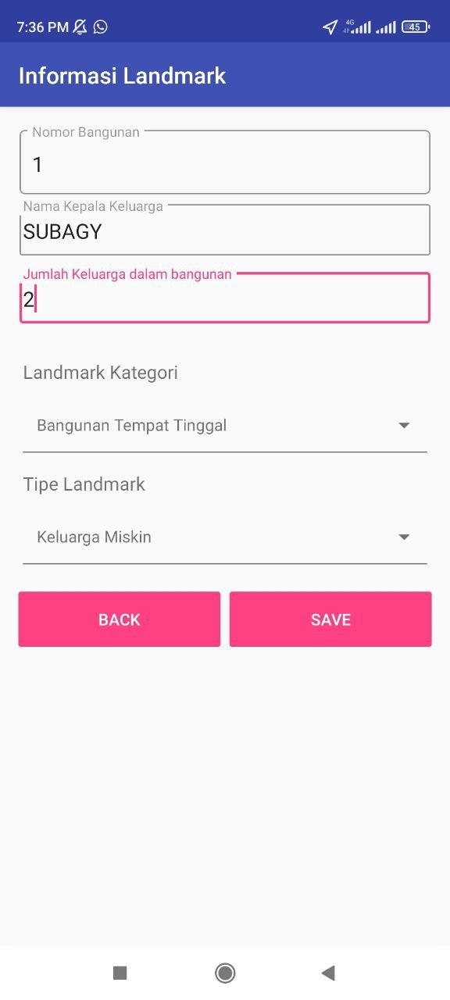 7:36 PM
4G
45
Informasi Landmark
Nomor Bangunan
1
Nama Kepala Keluarga
SUBAGY
Jumlah Keluarga dalam bangunan
2
Landmark Kategori
Bangunan Tempat Tinggal
Tipe Landmark
Keluarga Miskin
BACK
SAVE